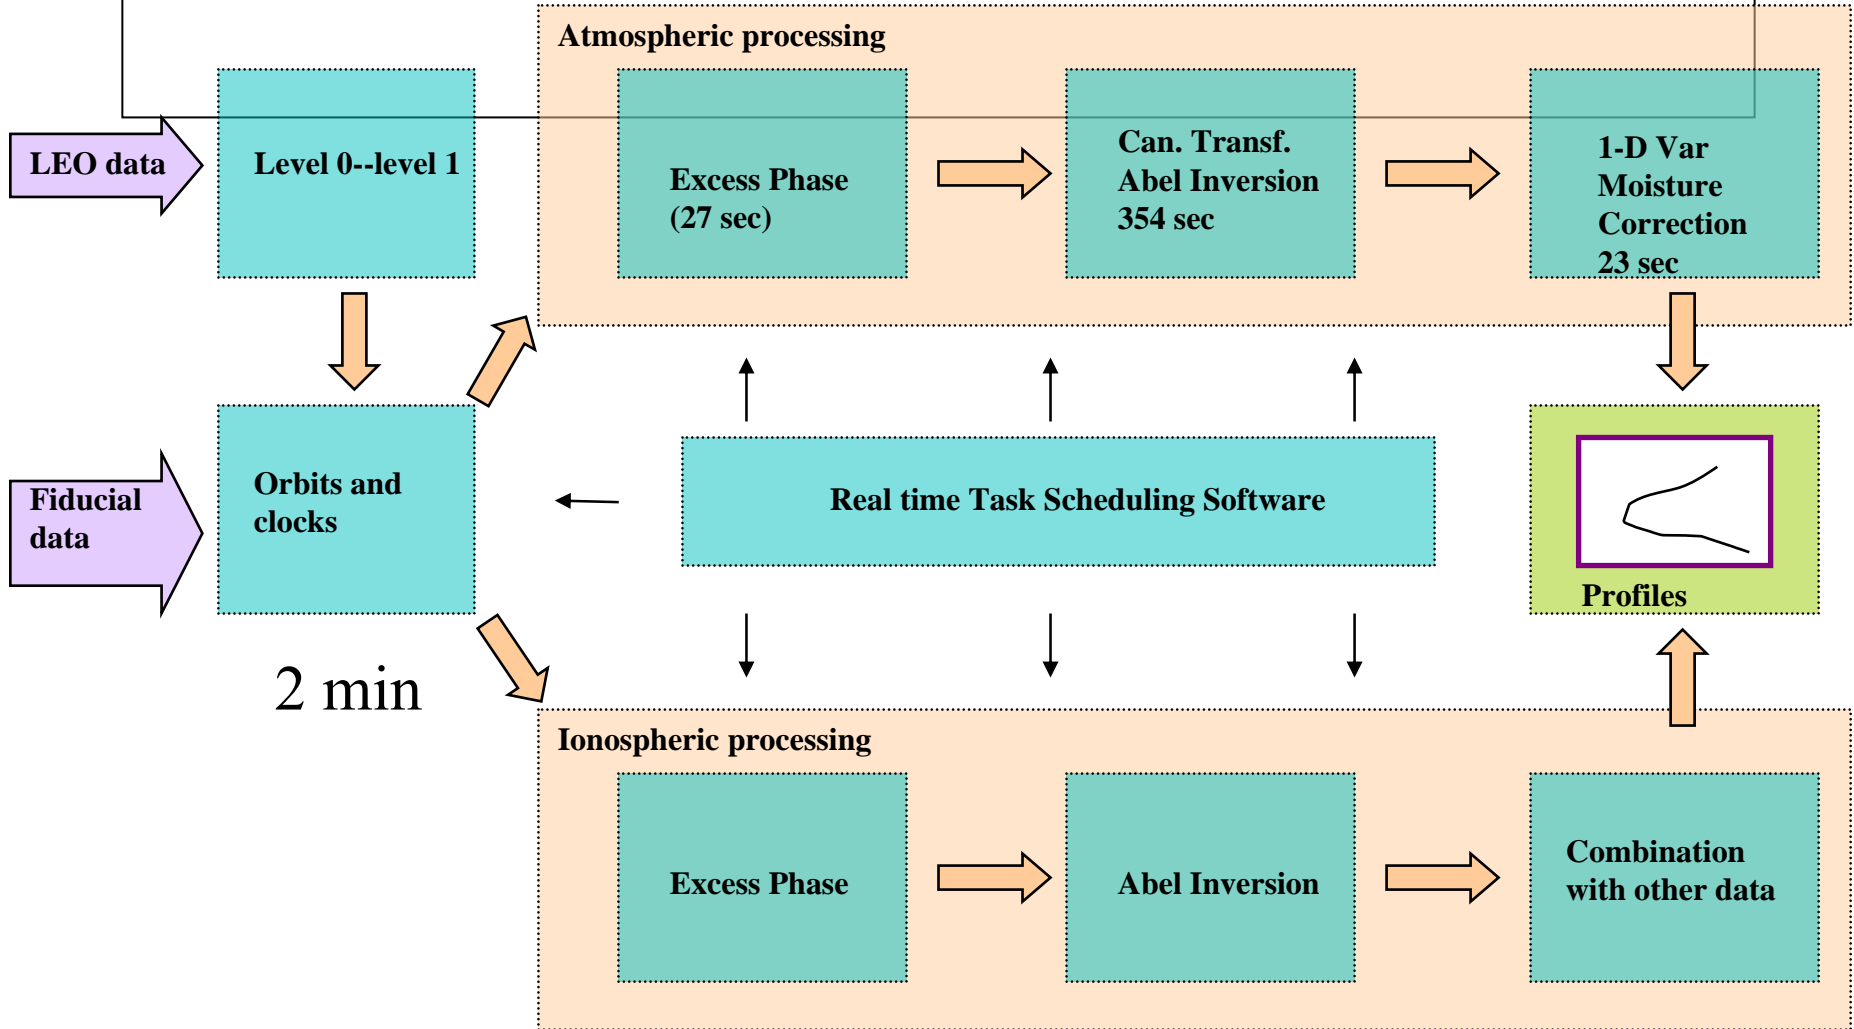 Atmospheric processing
LEO data
Level 0--level 1
Excess Phase
(27 sec)
Can. Transf.
Abel Inversion
354 sec
1-D Var
Moisture
Correction
23 sec
Fiducial
data
Orbits and
clocks
Real time Task Scheduling Software
Profiles
2 min
Ionospheric processing
Excess Phase
Abel Inversion
Combination
with other data